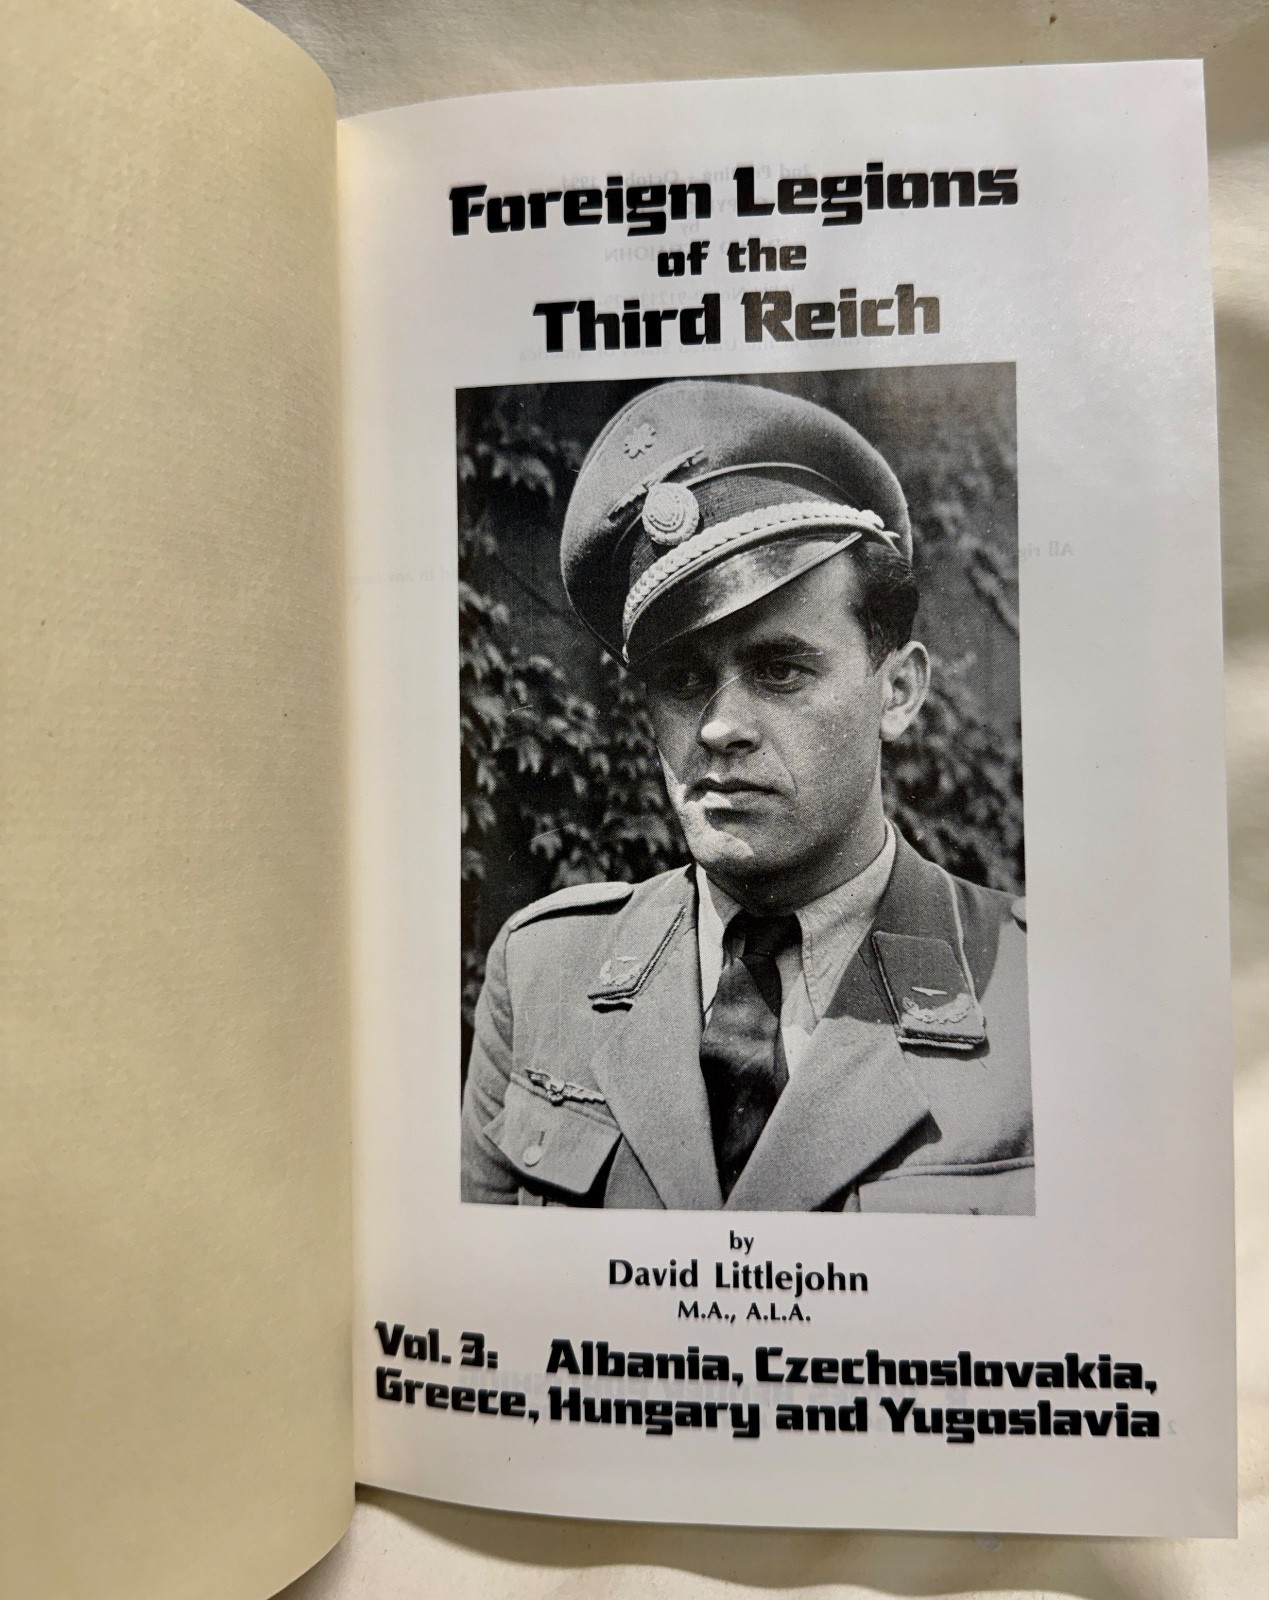 Foreign Legions
of the
Third Reich
by
David Littlejohn
M.A., A.L.A.
Vol. 3: Albania, Czechoslovakia,
Greece, Hungary and Yugoslavia